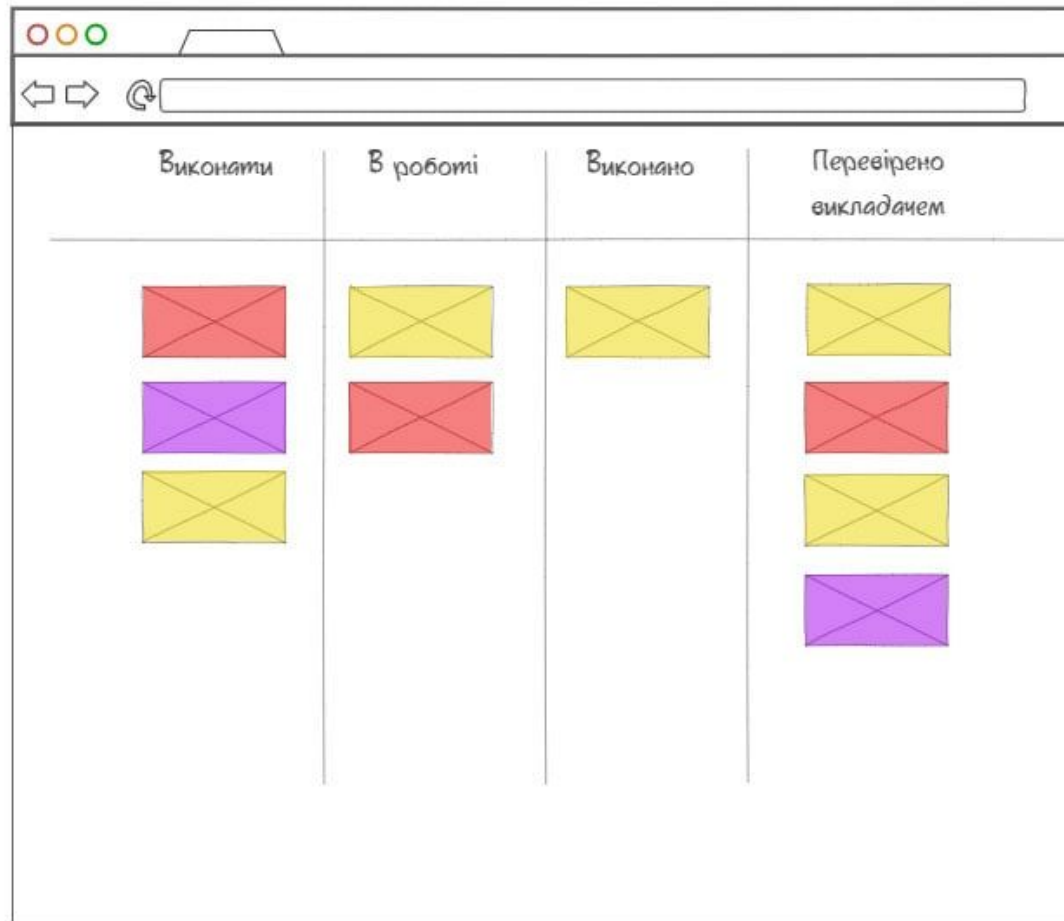 Виконати
В роботі
Виконано
Перевірено
викладачем